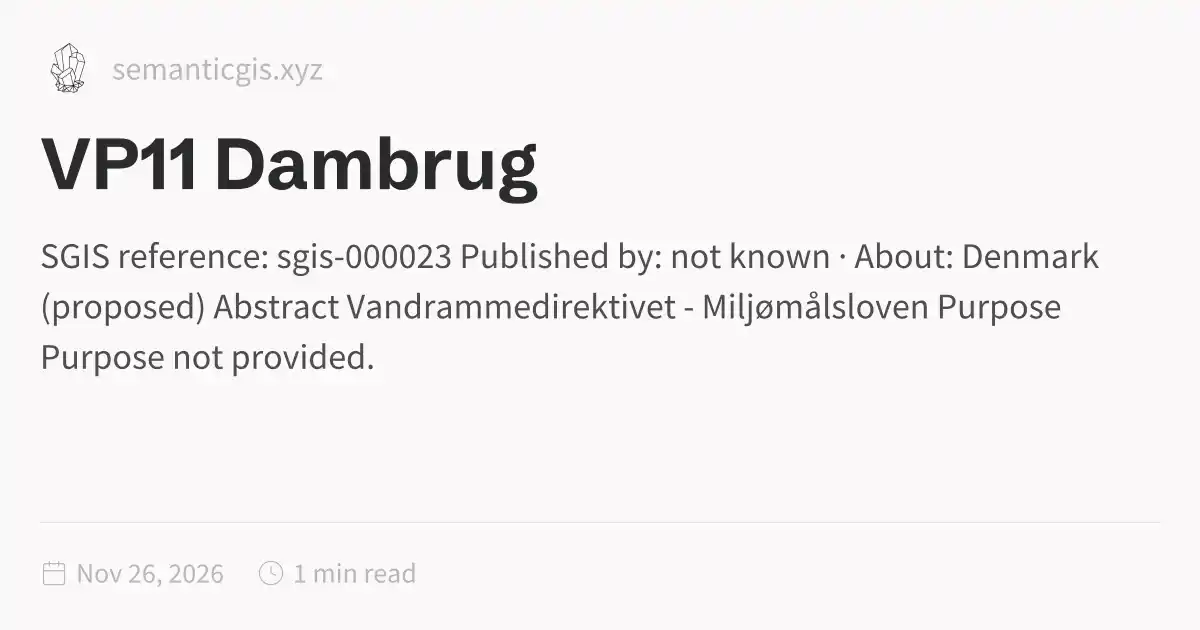 semanticgis.xyz
VP11 Dambrug
SGIS reference: sgis-000023 Published by: not known · About: Denmark
(proposed) Abstract Vandrammedirektivet - Miljømålsloven Purpose
Purpose not provided.
Nov 26, 2026 1 min read